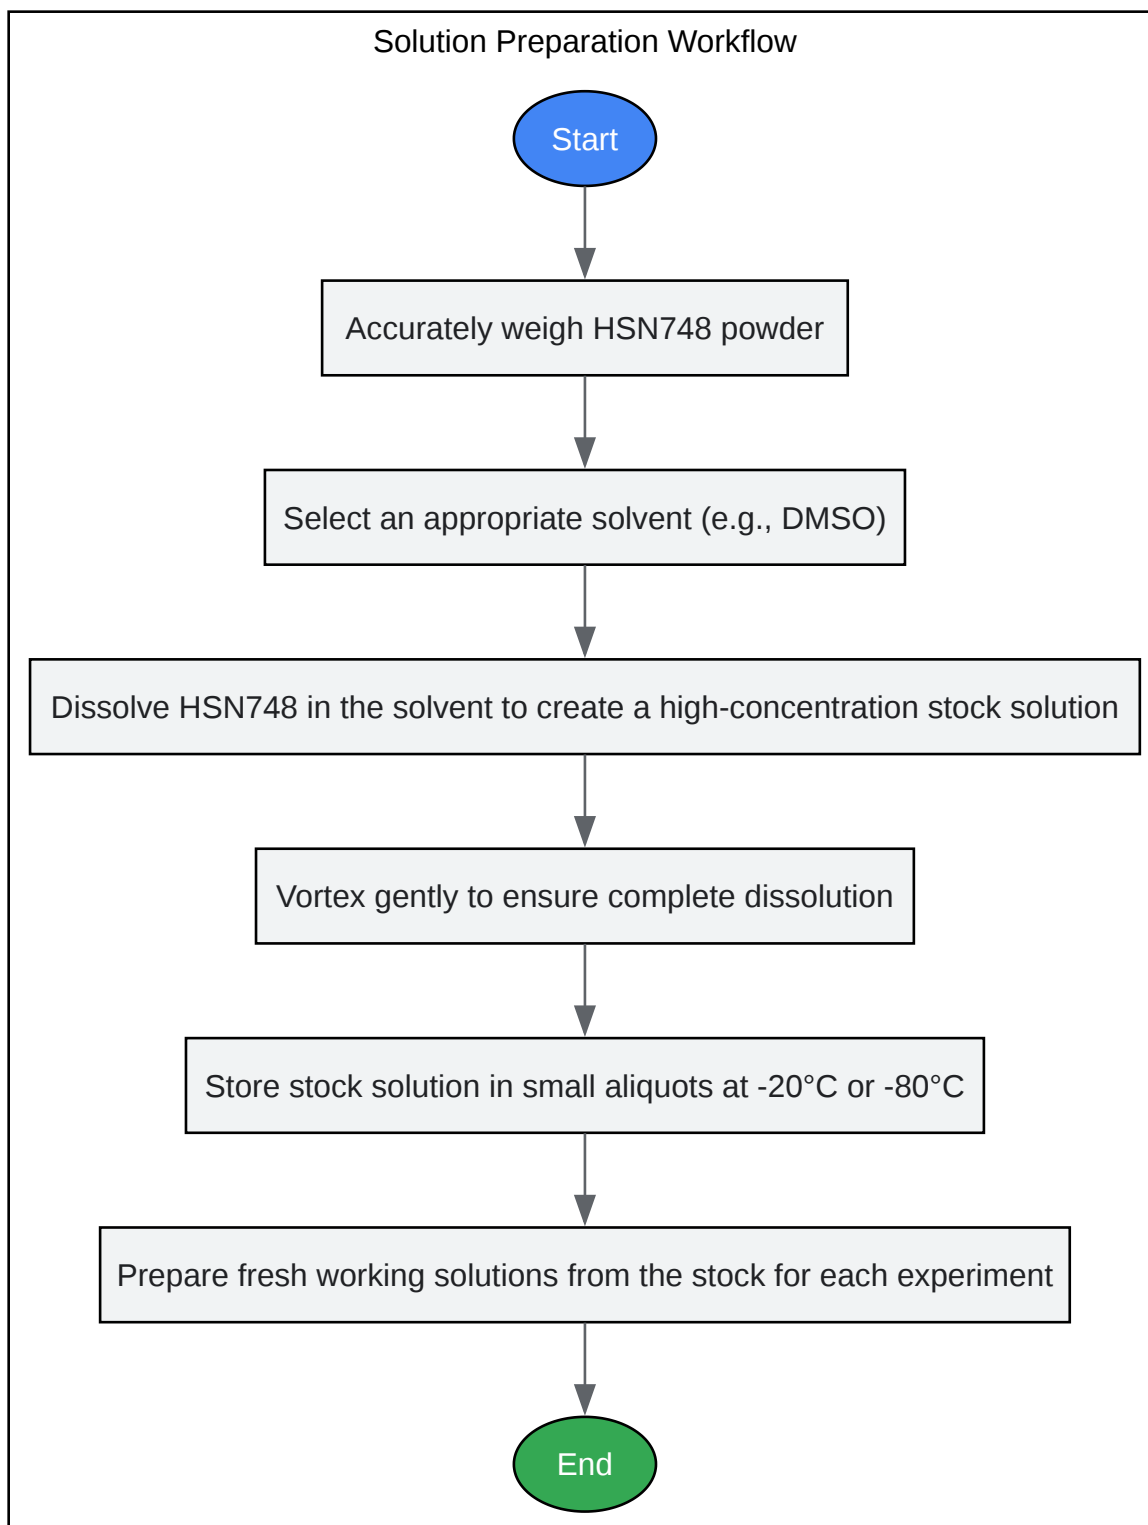 Solution Preparation Workflow
Start
Accurately weigh HSN748 powder
Select an appropriate solvent (e.g., DMSO)
Dissolve HSN748 in the solvent to create a high-concentration stock solution
Vortex gently to ensure complete dissolution
Store stock solution in small aliquots at -20°C or -80°C
Prepare fresh working solutions from the stock for each experiment
End